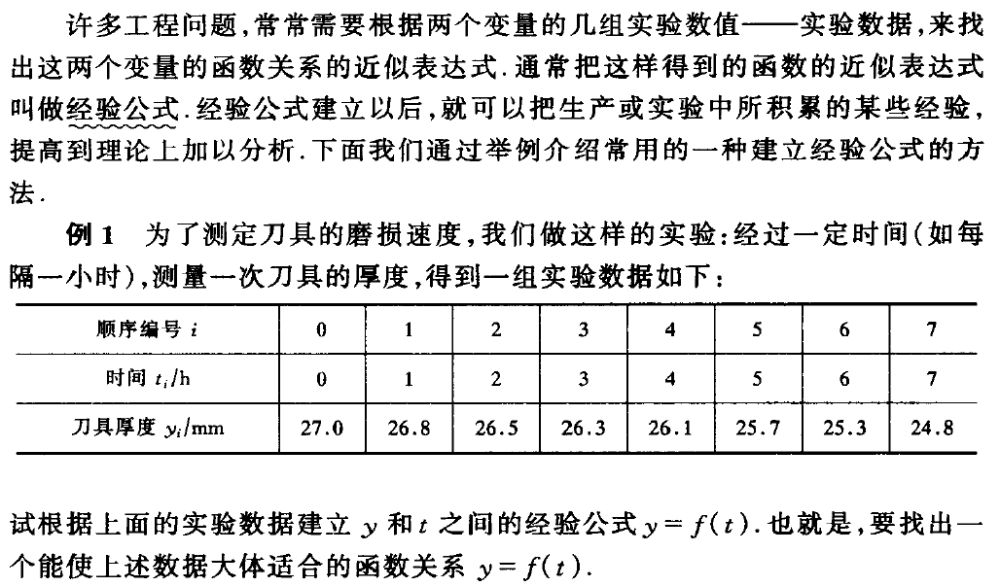 许多工程问题,常常需要根据两个变量的几组实验数值——实验数据,来找
出这两个变量的函数关系的近似表达式.通常把这样得到的函数的近似表达式
叫做经验公式.经验公式建立以后,就可以把生产或实验中所积累的某些经验,
提高到理论上加以分析.下面我们通过举例介绍常用的一种建立经验公式的方
法.
例1 为了测定刀具的磨损速度,我们做这样的实验:经过一定时间(如每
隔一小时),测量一次刀具的厚度,得到一组实验数据如下:
顺序编号 i 0 1 2 3 4 5 6 7
时间 tᵢ/h 0 1 2 3 4 5 6 7
刀具厚度 yᵢ/mm 27.0 26.8 26.5 26.3 26.1 25.7 25.3 24.8
试根据上面的实验数据建立 y 和 t 之间的经验公式 y = f(t).也就是,要找出一
个能使上述数据大体适合的函数关系 y = f(t).